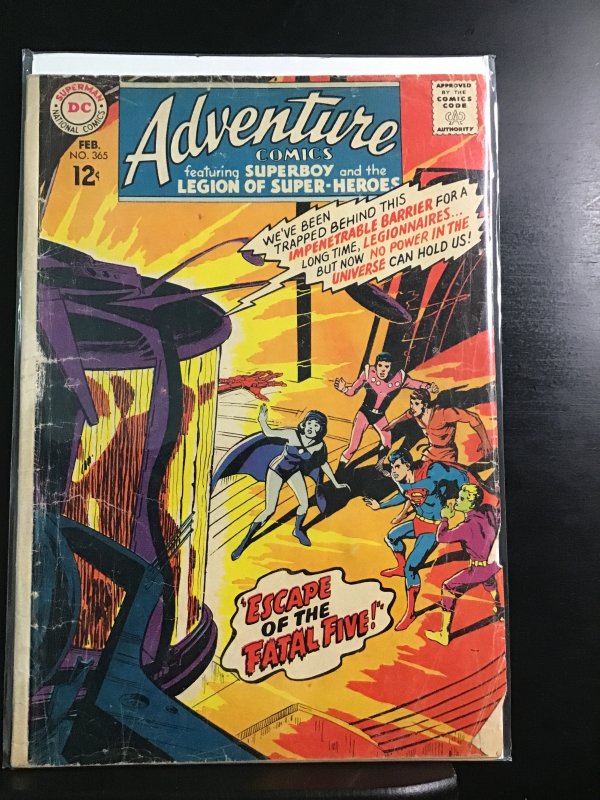 SUPERMAN
DC
NATIONAL COMICS
FEB.
NO. 365
12¢
Adventure
COMICS
featuring SUPERBOY and the
LEGION OF SUPER-HEROES
APPROVED
BY THE
COMICS
CODE
CA
AUTHORITY
WE'VE BEEN
TRAPPED BEHIND THIS
IMPENETRABLE BARRIER FOR A
LONG TIME, LEGIONNAIRES...
BUT NOW NO POWER IN THE
UNIVERSE CAN HOLD US!
"ESCAPE
OF THE
FATAL FIVE!"